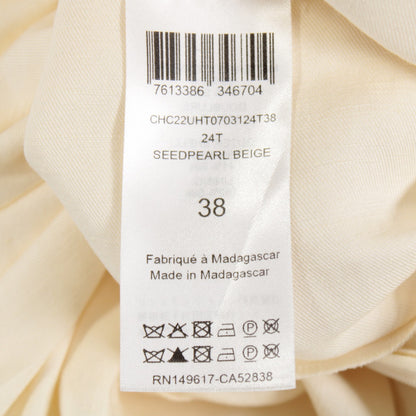 7613386 346704
CHC22UHT0703124T38
24T
SEEDPEARL BEIGE
38
Fabriqué à Madagascar
Made in Madagascar
RN149617-CA52838